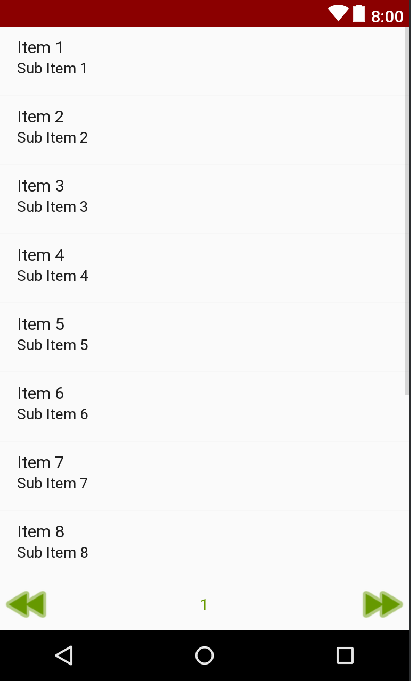 8:00
Item 1
Sub Item 1
Item 2
Sub Item 2
Item 3
Sub Item 3
Item 4
Sub Item 4
Item 5
Sub Item 5
Item 6
Sub Item 6
Item 7
Sub Item 7
Item 8
Sub Item 8
1